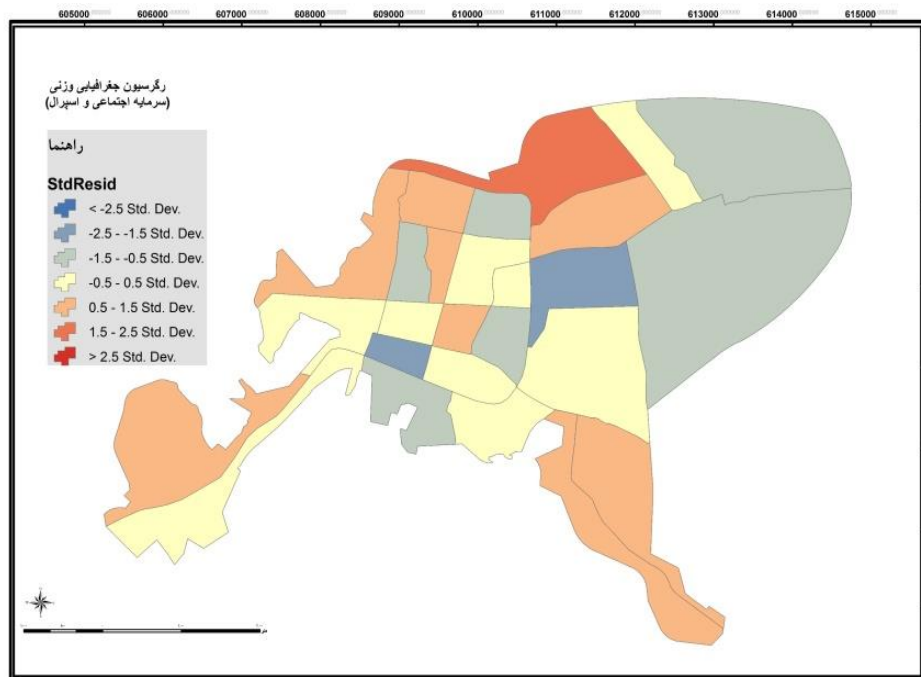 605000 606000 607000 608000 609000 610000 611000 612000 613000 614000 615000
رگرسیون جغرافیایی وزنی
(سرمایه اجتماعی و اسپرال)
راهنما
StdResid
< -2.5 Std. Dev.
-2.5 - -1.5 Std. Dev.
-1.5 - -0.5 Std. Dev.
-0.5 - 0.5 Std. Dev.
0.5 - 1.5 Std. Dev.
1.5 - 2.5 Std. Dev.
> 2.5 Std. Dev.